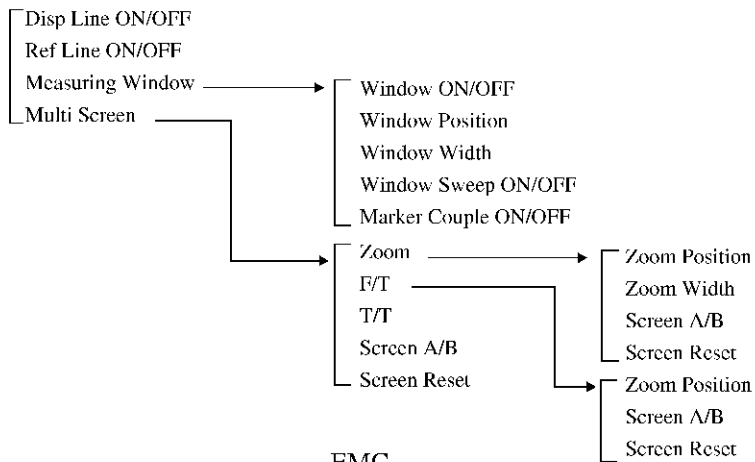 Disp Line ON/OFF
Ref Line ON/OFF
Measuring Window
Multi Screen
Window ON/OFF
Window Position
Window Width
Window Sweep ON/OFF
Marker Couple ON/OFF
Zoom
F/T
T/T
Screen A/B
Screen Reset
Zoom Position
Zoom Width
Screen A/B
Screen Reset
Zoom Position
Screen A/B
Screen Reset
EMC